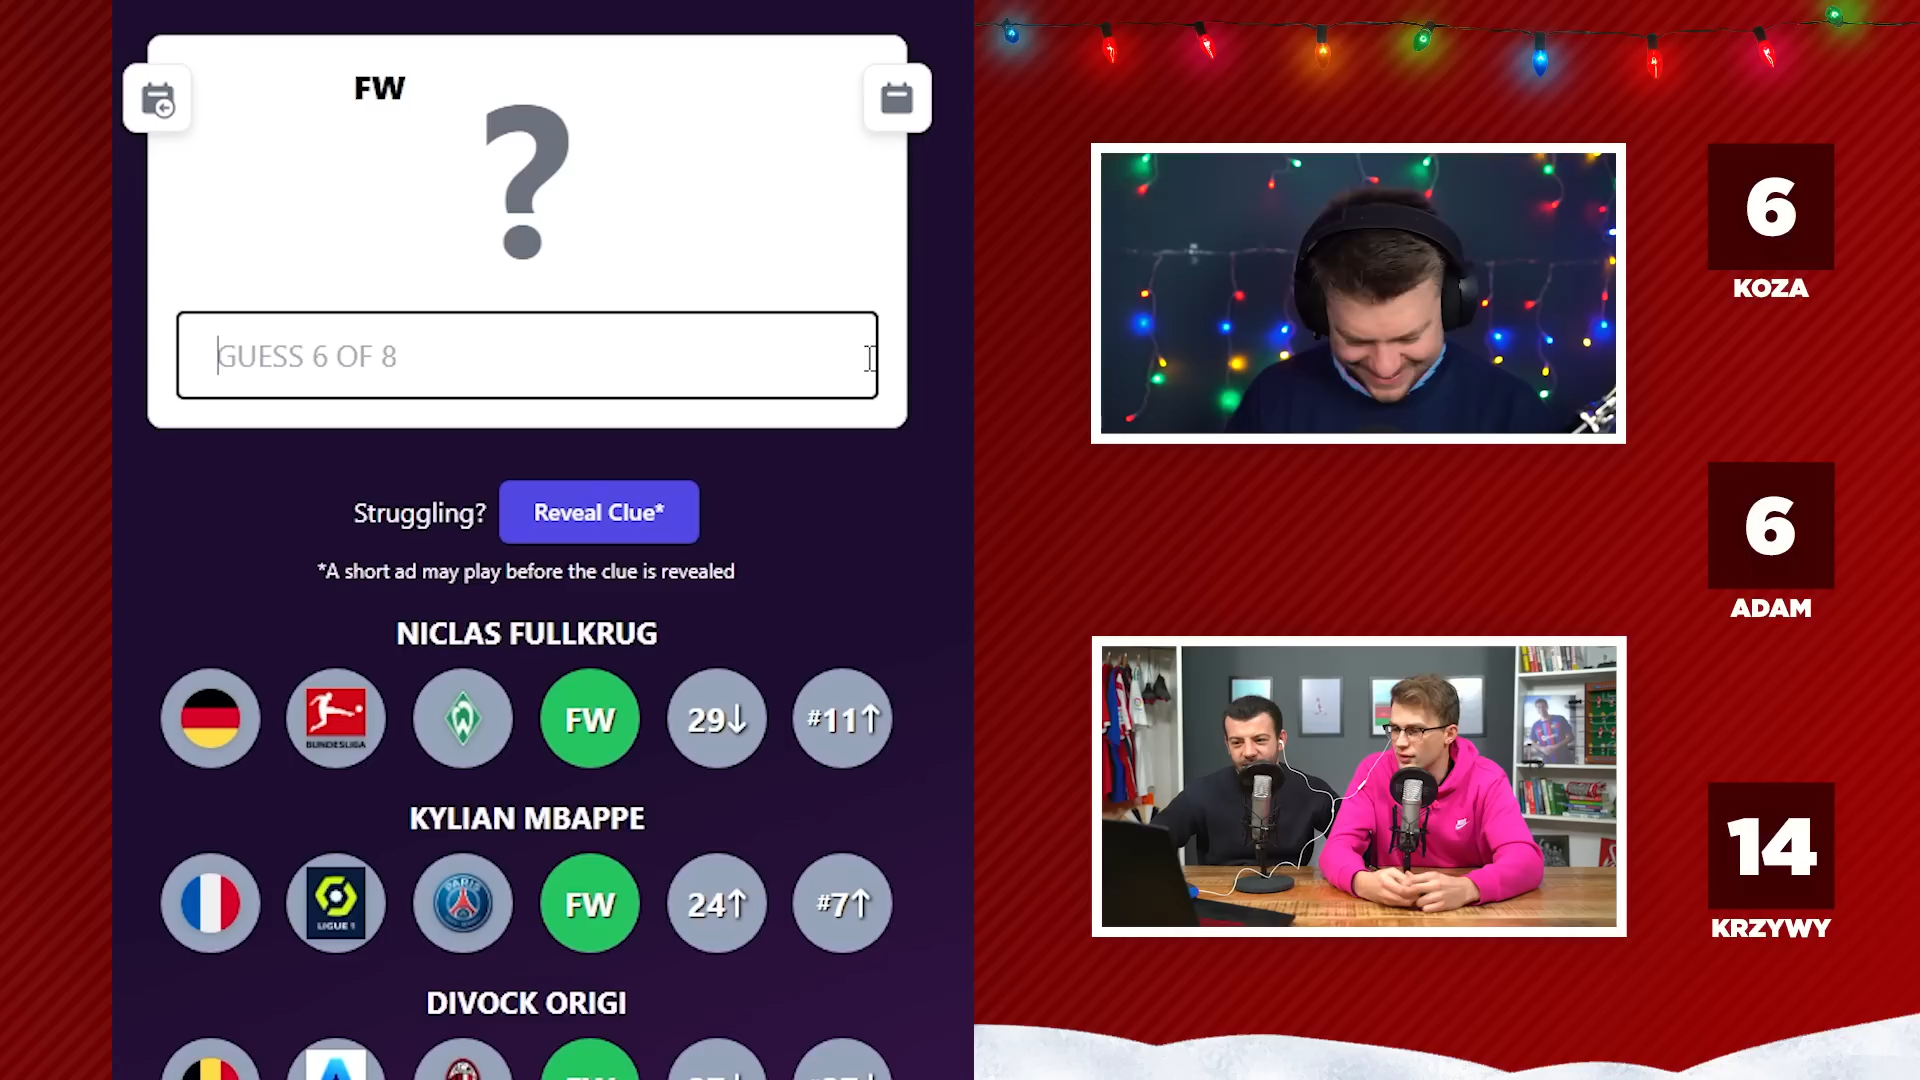 FW
?
GUESS 6 OF 8
Struggling?
Reveal Clue*
*A short ad may play before the clue is revealed
NICLAS FULLKRUG
BUNDESLIGA
FW
29↓
#11↑
KYLIAN MBAPPE
LIGUE 1
PARIS
FW
24↑
#7↑
DIVOCK ORIGI
6
KOZA
6
ADAM
14
KRZYWY